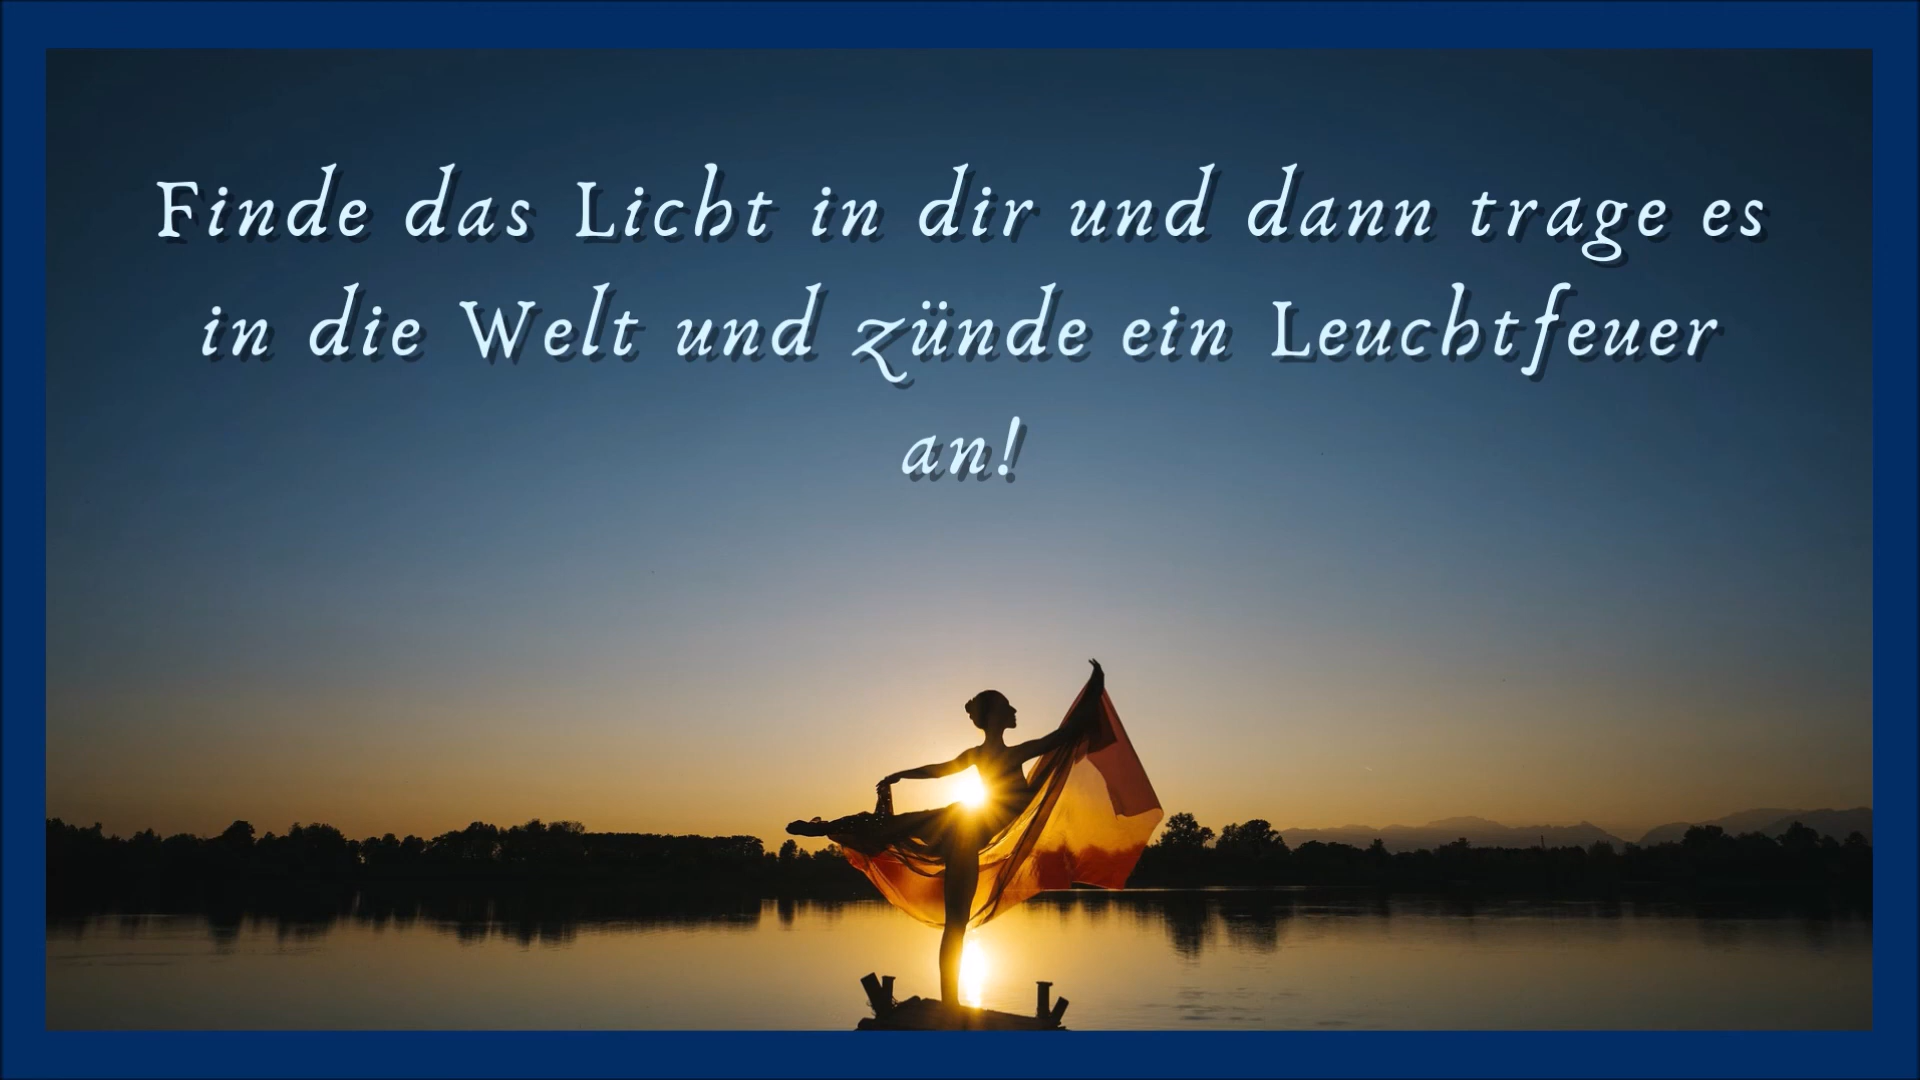 Finde das Licht in dir und dann trage es
in die Welt und zünde ein Leuchtfeuer
an!